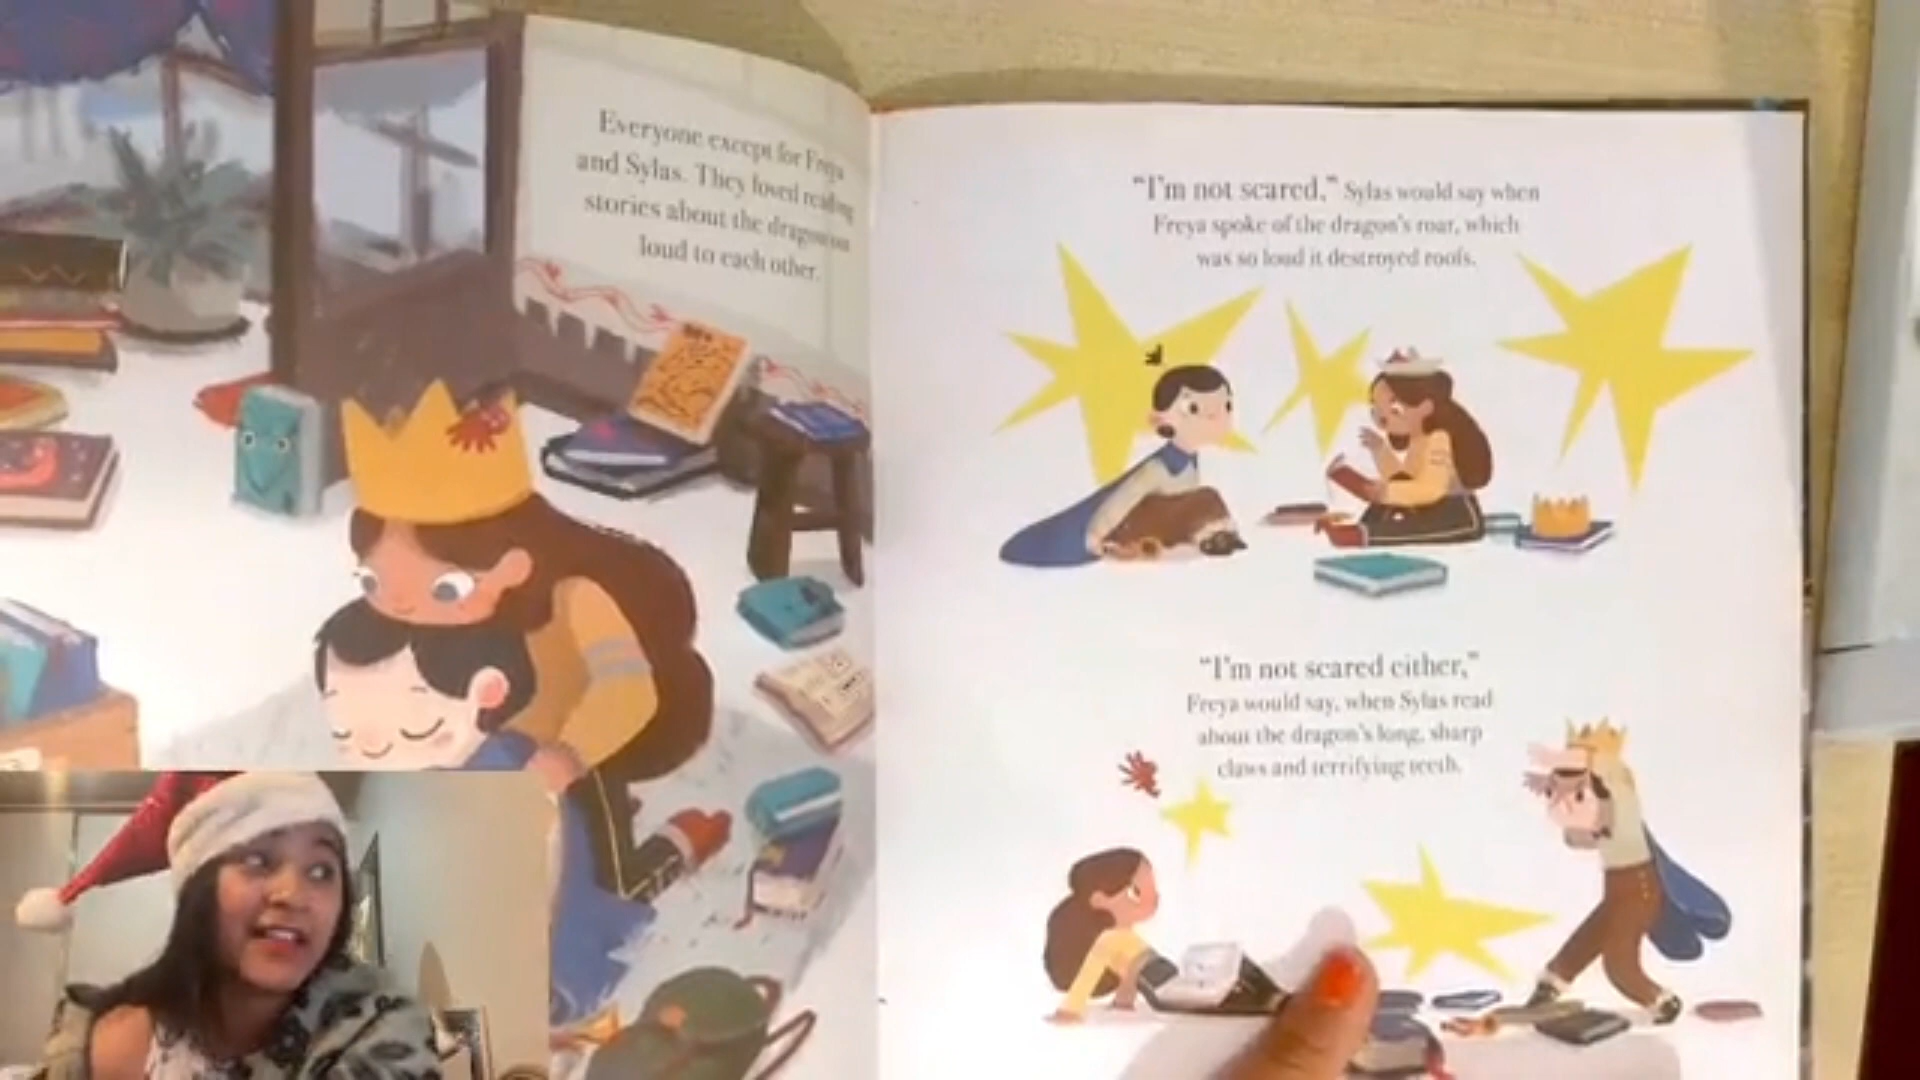 Everyone except for Freya
and Sylas. They loved reading
stories about the dragon out
loud to each other.
"I'm not scared," Sylas would say when
Freya spoke of the dragon's roar, which
was so loud it destroyed roofs.
"I'm not scared either,"
Freya would say, when Sylas read
about the dragon's long, sharp
claws and terrifying teeth.